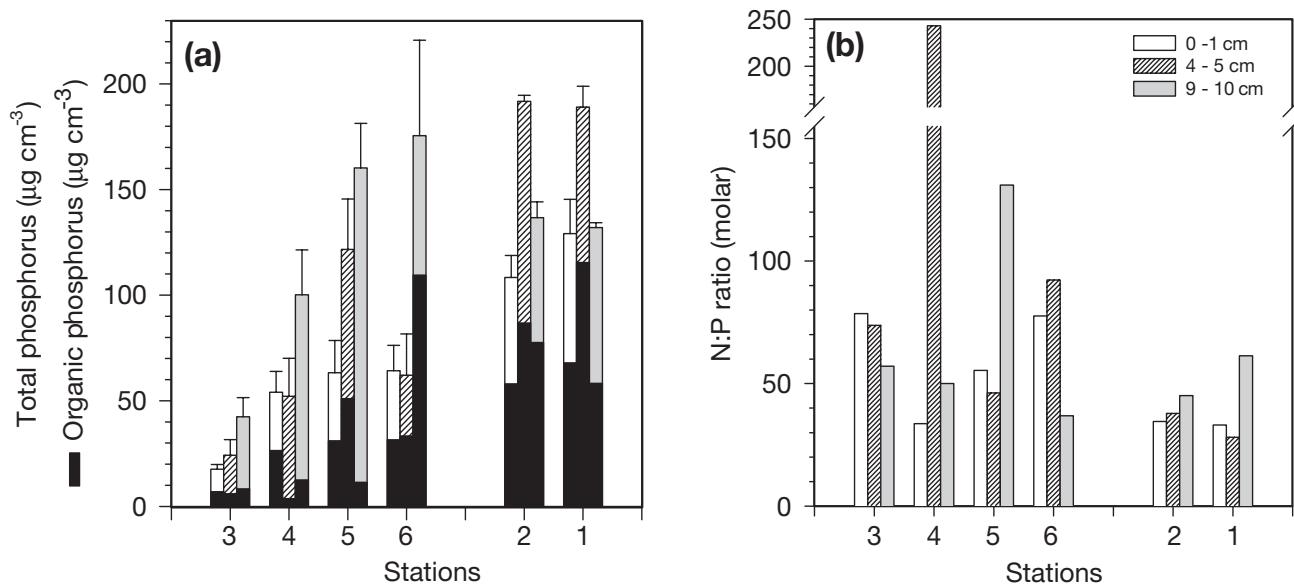 (a)
Total phosphorus (µg cm⁻³)
Organic phosphorus (µg cm⁻³)
200
150
100
50
0
3 4 5 6 2 1
Stations
(b)
0 -1 cm
4 - 5 cm
9 - 10 cm
N:P ratio (molar)
250
200
150
100
50
0
3 4 5 6 2 1
Stations